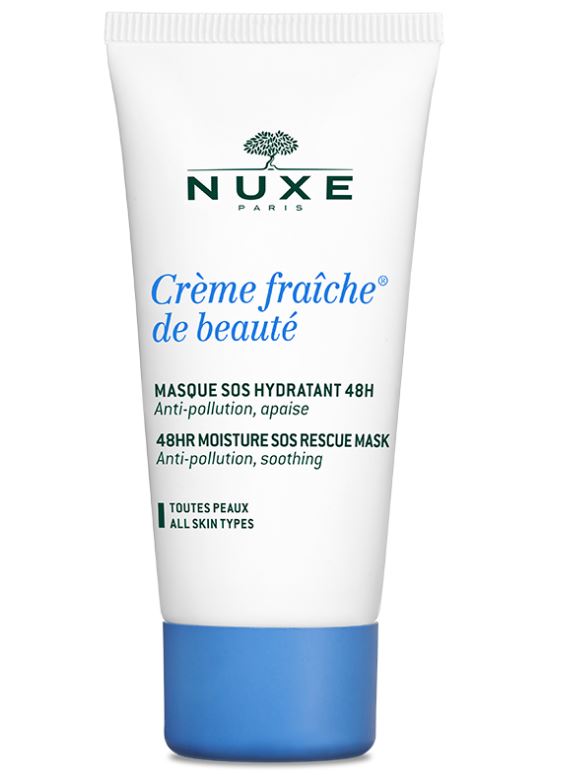 NUXE
PARIS
Crème fraîche®
de beauté
MASQUE SOS HYDRATANT 48H
Anti-pollution, apaise
48HR MOISTURE SOS RESCUE MASK
Anti-pollution, soothing
TOUTES PEAUX
ALL SKIN TYPES